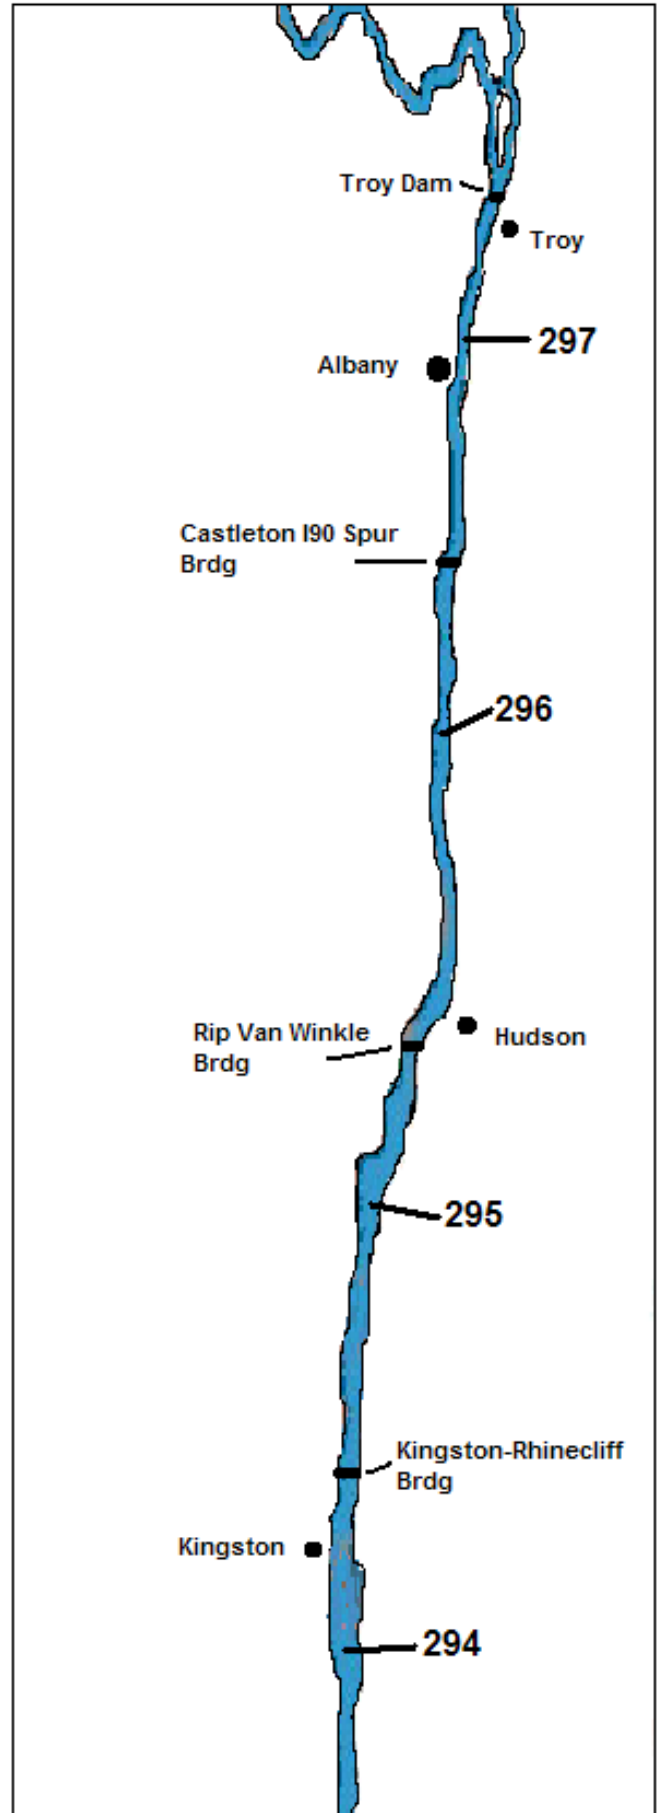 Troy Dam
Troy
297
Albany
Castleton I90 Spur
Brdg
296
Rip Van Winkle
Brdg
Hudson
295
Kingston-Rhinecliff
Brdg
Kingston
294